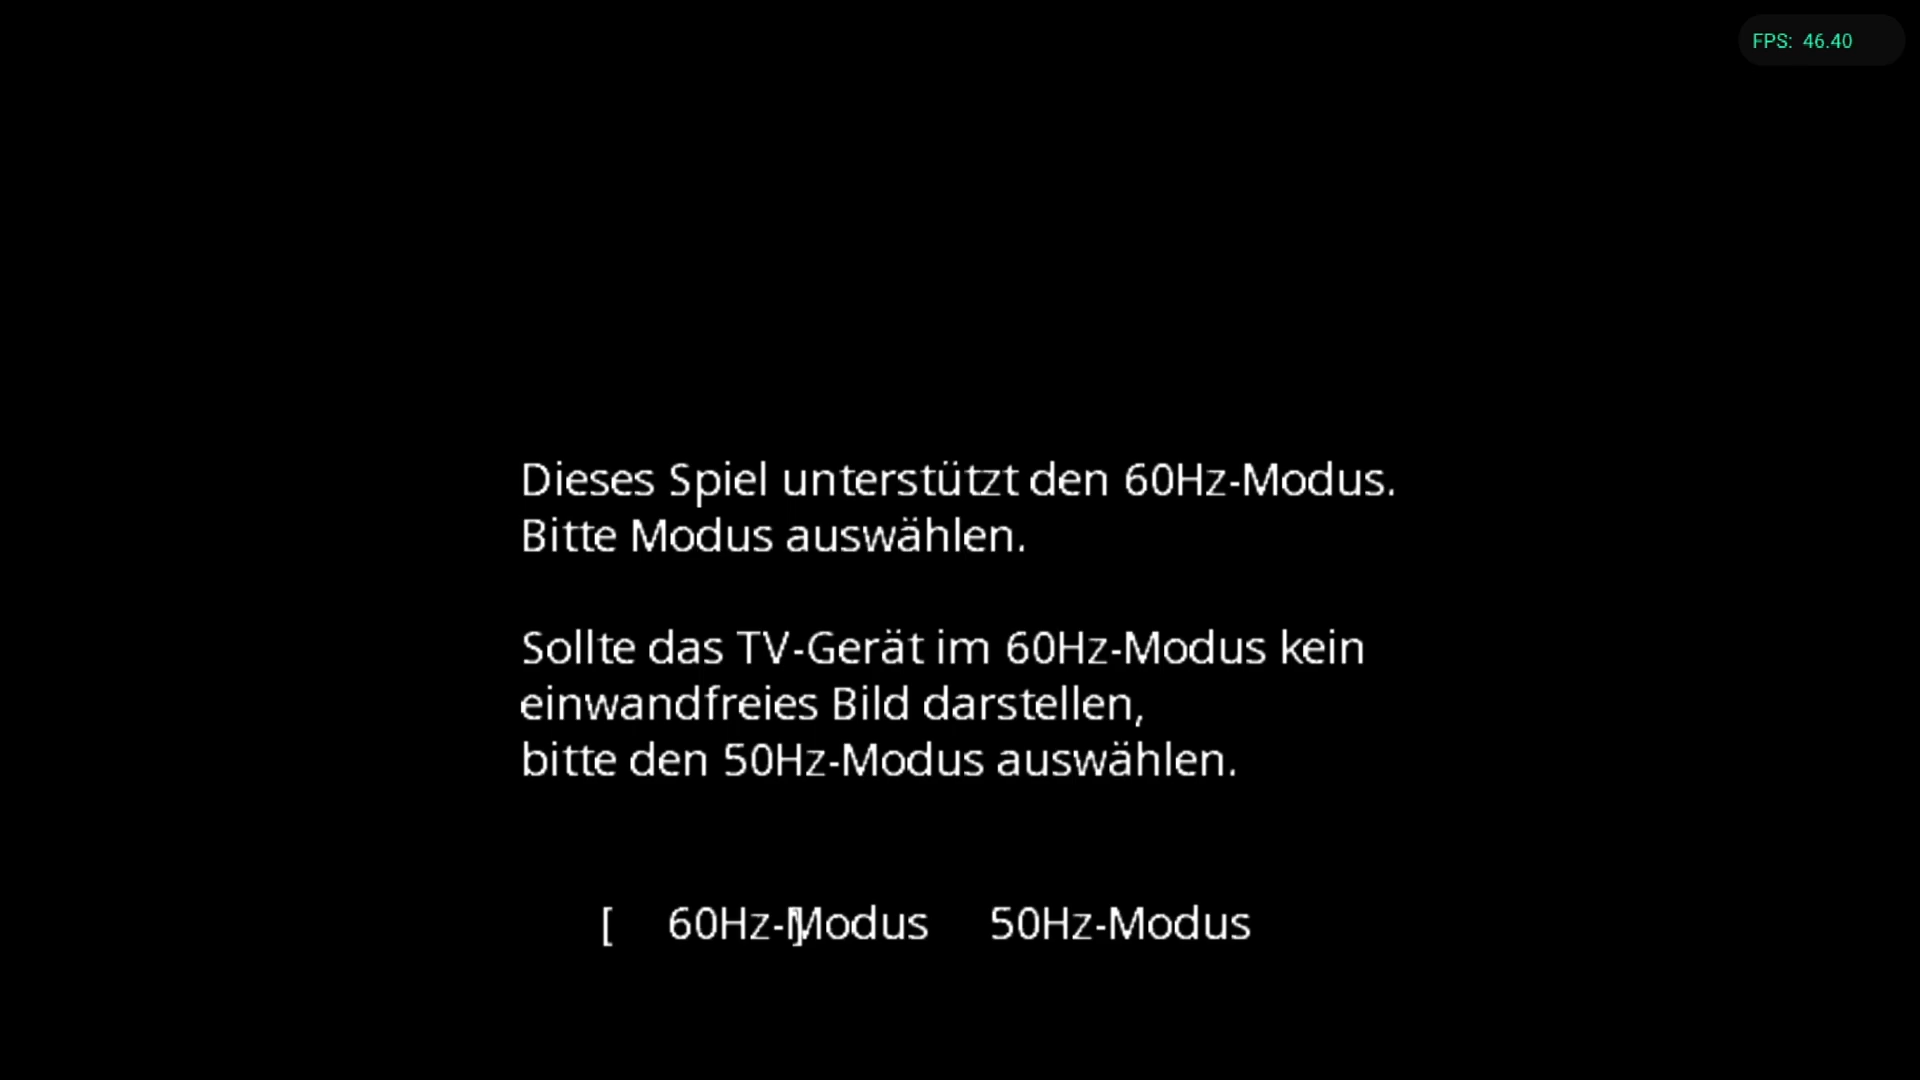 FPS: 46.40
Dieses Spiel unterstützt den 60Hz-Modus.
Bitte Modus auswählen.
Sollte das TV-Gerät im 60Hz-Modus kein
einwandfreies Bild darstellen,
bitte den 50Hz-Modus auswählen.
[ 60Hz-Modus ] 50Hz-Modus